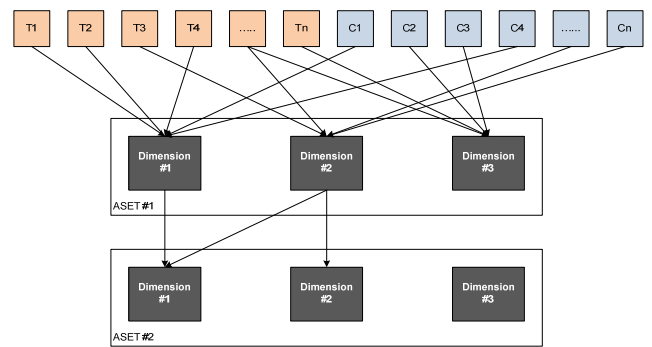 T1 T2 T3 T4 ..... Tn C1 C2 C3 C4 ...... Cn
Dimension Dimension Dimension
#1 #2 #3
ASET #1
Dimension Dimension Dimension
#1 #2 #3
ASET #2